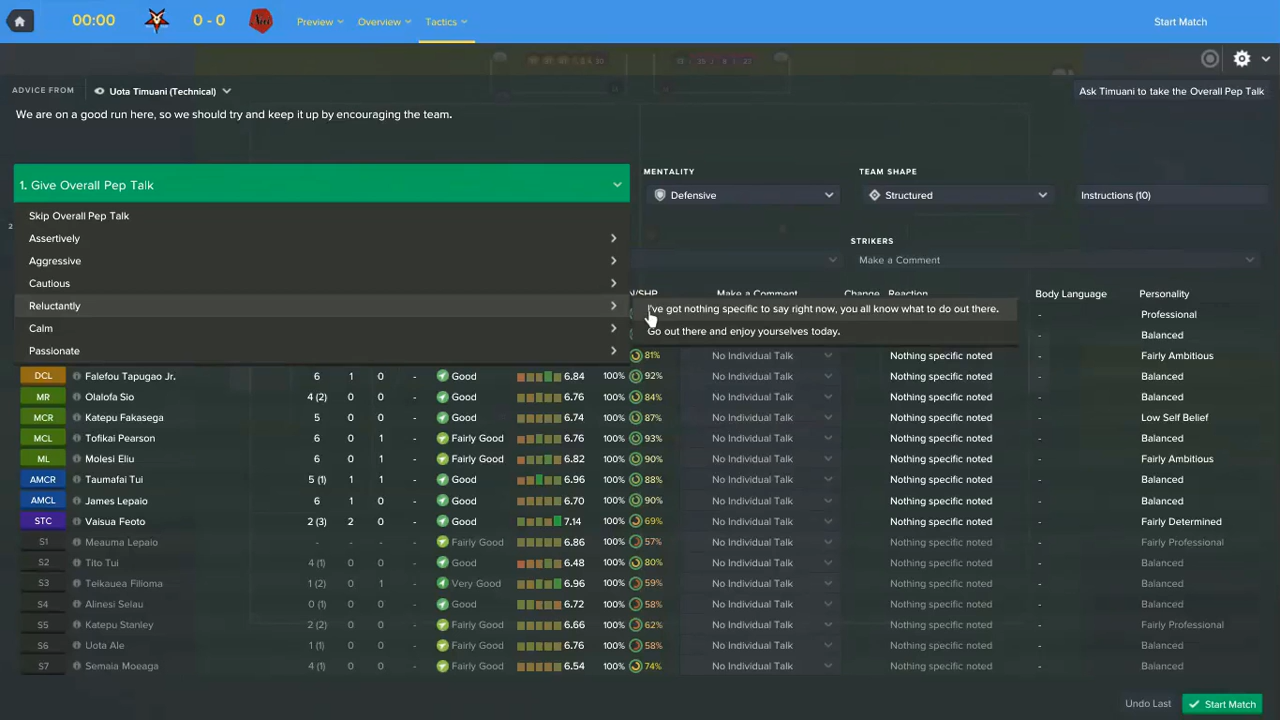 00:00 0 - 0 Preview Overview Tactics Start Match
ADVICE FROM Uota Timuani (Technical) Ask Timuani to take the Overall Pep Talk
We are on a good run here, so we should try and keep it up by encouraging the team.
MENTALITY TEAM SHAPE
1. Give Overall Pep Talk Defensive Structured Instructions (10)
Skip Overall Pep Talk
2
Assertively STRIKERS
Aggressive Make a Comment
Cautious N/SHP Make a Comment Change Reaction Body Language Personality
Reluctantly I've got nothing specific to say right now, you all know what to do out there. Professional
Calm Go out there and enjoy yourselves today. Balanced
Passionate 81% No Individual Talk Nothing specific noted - Fairly Ambitious
DCL Falefou Tapugao Jr. 6 1 0 - Good 6.84 100% 92% No Individual Talk Nothing specific noted - Balanced
MR Olalofa Sio 4 (2) 0 0 - Good 6.76 100% 84% No Individual Talk Nothing specific noted - Balanced
MCR Katepu Fakasega 5 0 0 - Good 6.74 100% 87% No Individual Talk Nothing specific noted - Low Self Belief
MCL Tofikai Pearson 6 0 1 - Fairly Good 6.76 100% 93% No Individual Talk Nothing specific noted - Balanced
ML Molesi Eliu 6 0 1 - Fairly Good 6.82 100% 90% No Individual Talk Nothing specific noted - Fairly Ambitious
AMCR Taumafai Tui 5 (1) 1 1 - Good 6.96 100% 88% No Individual Talk Nothing specific noted - Balanced
AMCL James Lepaio 6 1 0 - Good 6.70 100% 90% No Individual Talk Nothing specific noted - Balanced
STC Vaisua Feoto 2 (3) 2 0 - Good 7.14 100% 69% No Individual Talk Nothing specific noted - Fairly Determined
S1 Meauma Lepaio - - - - Fairly Good 6.86 100% 57% No Individual Talk Nothing specific noted - Fairly Professional
S2 Tito Tui 4 (1) 0 0 - Good 6.48 100% 80% No Individual Talk Nothing specific noted - Balanced
S3 Teikauea Filioma 1 (2) 0 1 - Very Good 6.96 100% 59% No Individual Talk Nothing specific noted - Balanced
S4 Alinesi Selau 0 (1) 0 0 - Good 6.72 100% 58% No Individual Talk Nothing specific noted - Balanced
S5 Katepu Stanley 2 (2) 0 0 - Fairly Good 6.66 100% 62% No Individual Talk Nothing specific noted - Fairly Professional
S6 Uota Ale 1 (1) 0 0 - Fairly Good 6.76 100% 58% No Individual Talk Nothing specific noted - Balanced
S7 Semaia Moeaga 4 (1) 0 0 - Fairly Good 6.54 100% 74% No Individual Talk Nothing specific noted - Balanced
Undo Last Start Match